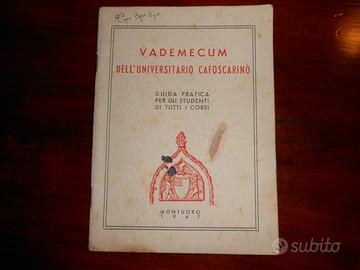 VADEMECUM
DELL'UNIVERSITARIO CAFOSCARINO
GUIDA PRATICA
PER GLI STUDENTI
DI TUTTI I CORSI
MONTUORO
1947
subito